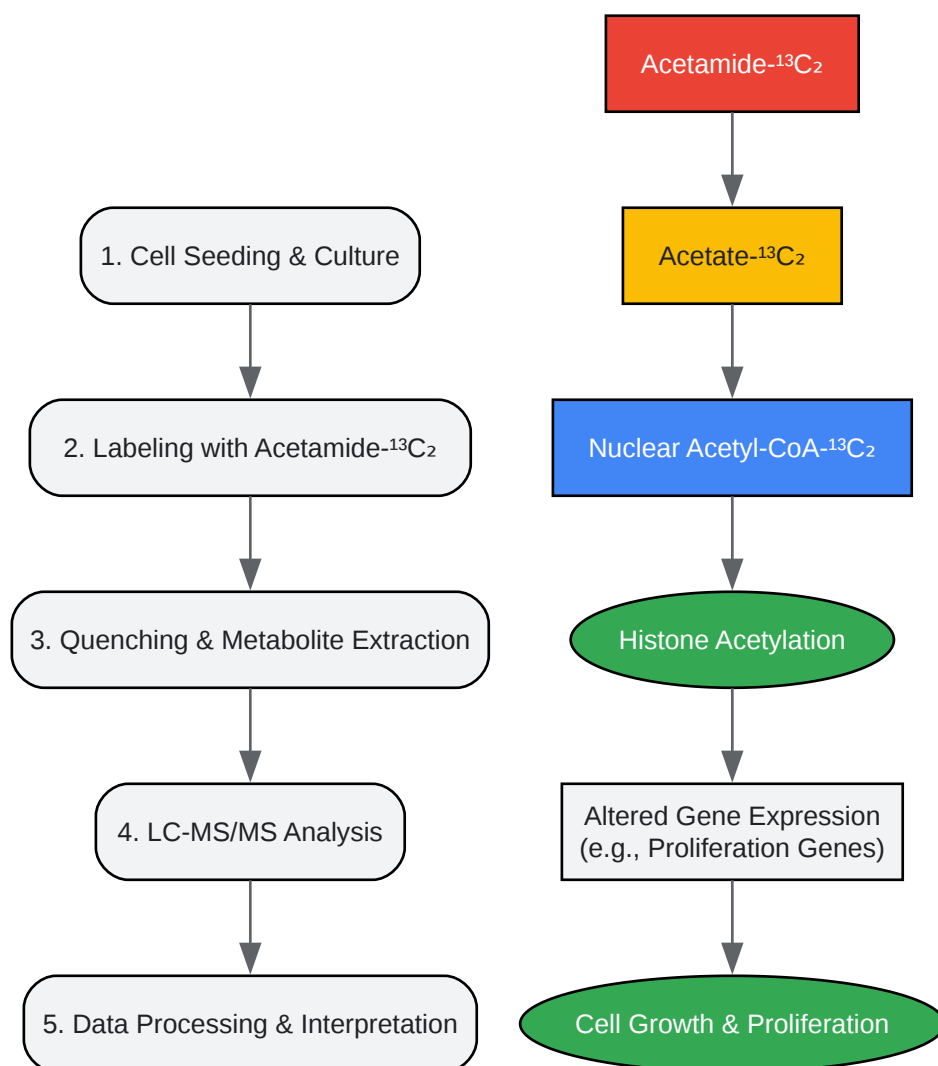 1. Cell Seeding & Culture
2. Labeling with Acetamide-¹³C₂
3. Quenching & Metabolite Extraction
4. LC-MS/MS Analysis
5. Data Processing & Interpretation
Acetamide-¹³C₂
Acetate-¹³C₂
Nuclear Acetyl-CoA-¹³C₂
Histone Acetylation
Altered Gene Expression
(e.g., Proliferation Genes)
Cell Growth & Proliferation